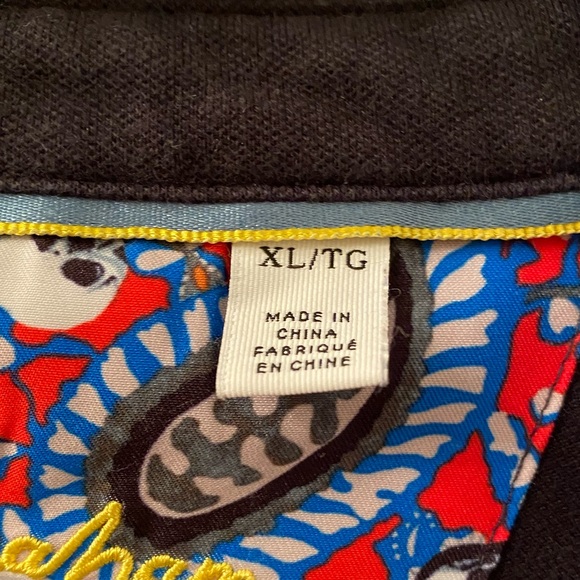 XL/TG
MADE IN
CHINA
FABRIQUÉ
EN CHINE